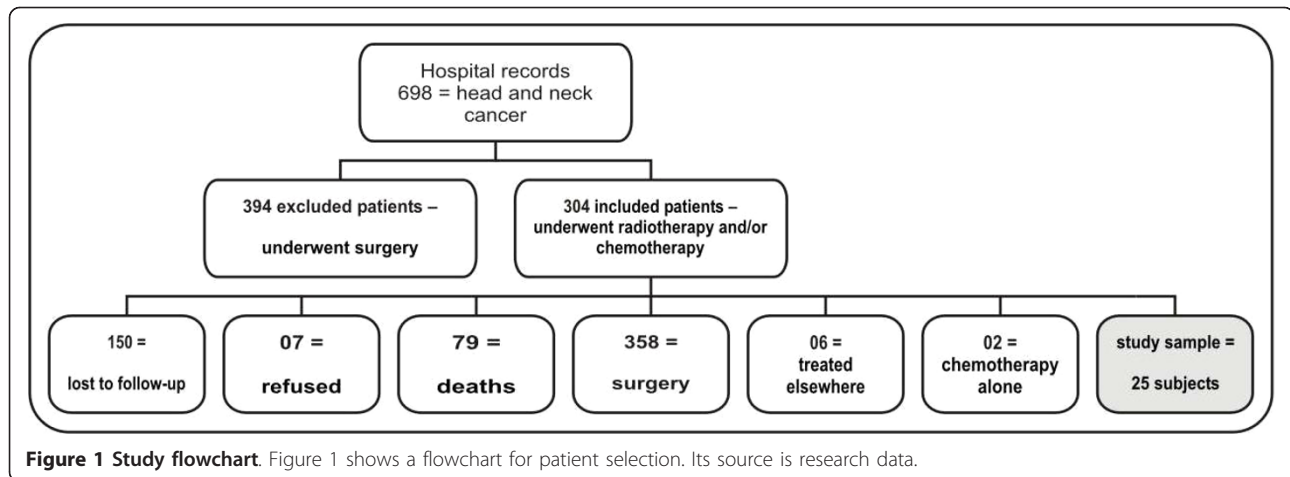 Hospital records
698 = head and neck
cancer
394 excluded patients –
underwent surgery
304 included patients –
underwent radiotherapy and/or
chemotherapy
150 =
lost to follow-up
07 =
refused
79 =
deaths
358 =
surgery
06 =
treated
elsewhere
02 =
chemotherapy
alone
study sample =
25 subjects
Figure 1 Study flowchart. Figure 1 shows a flowchart for patient selection. Its source is research data.